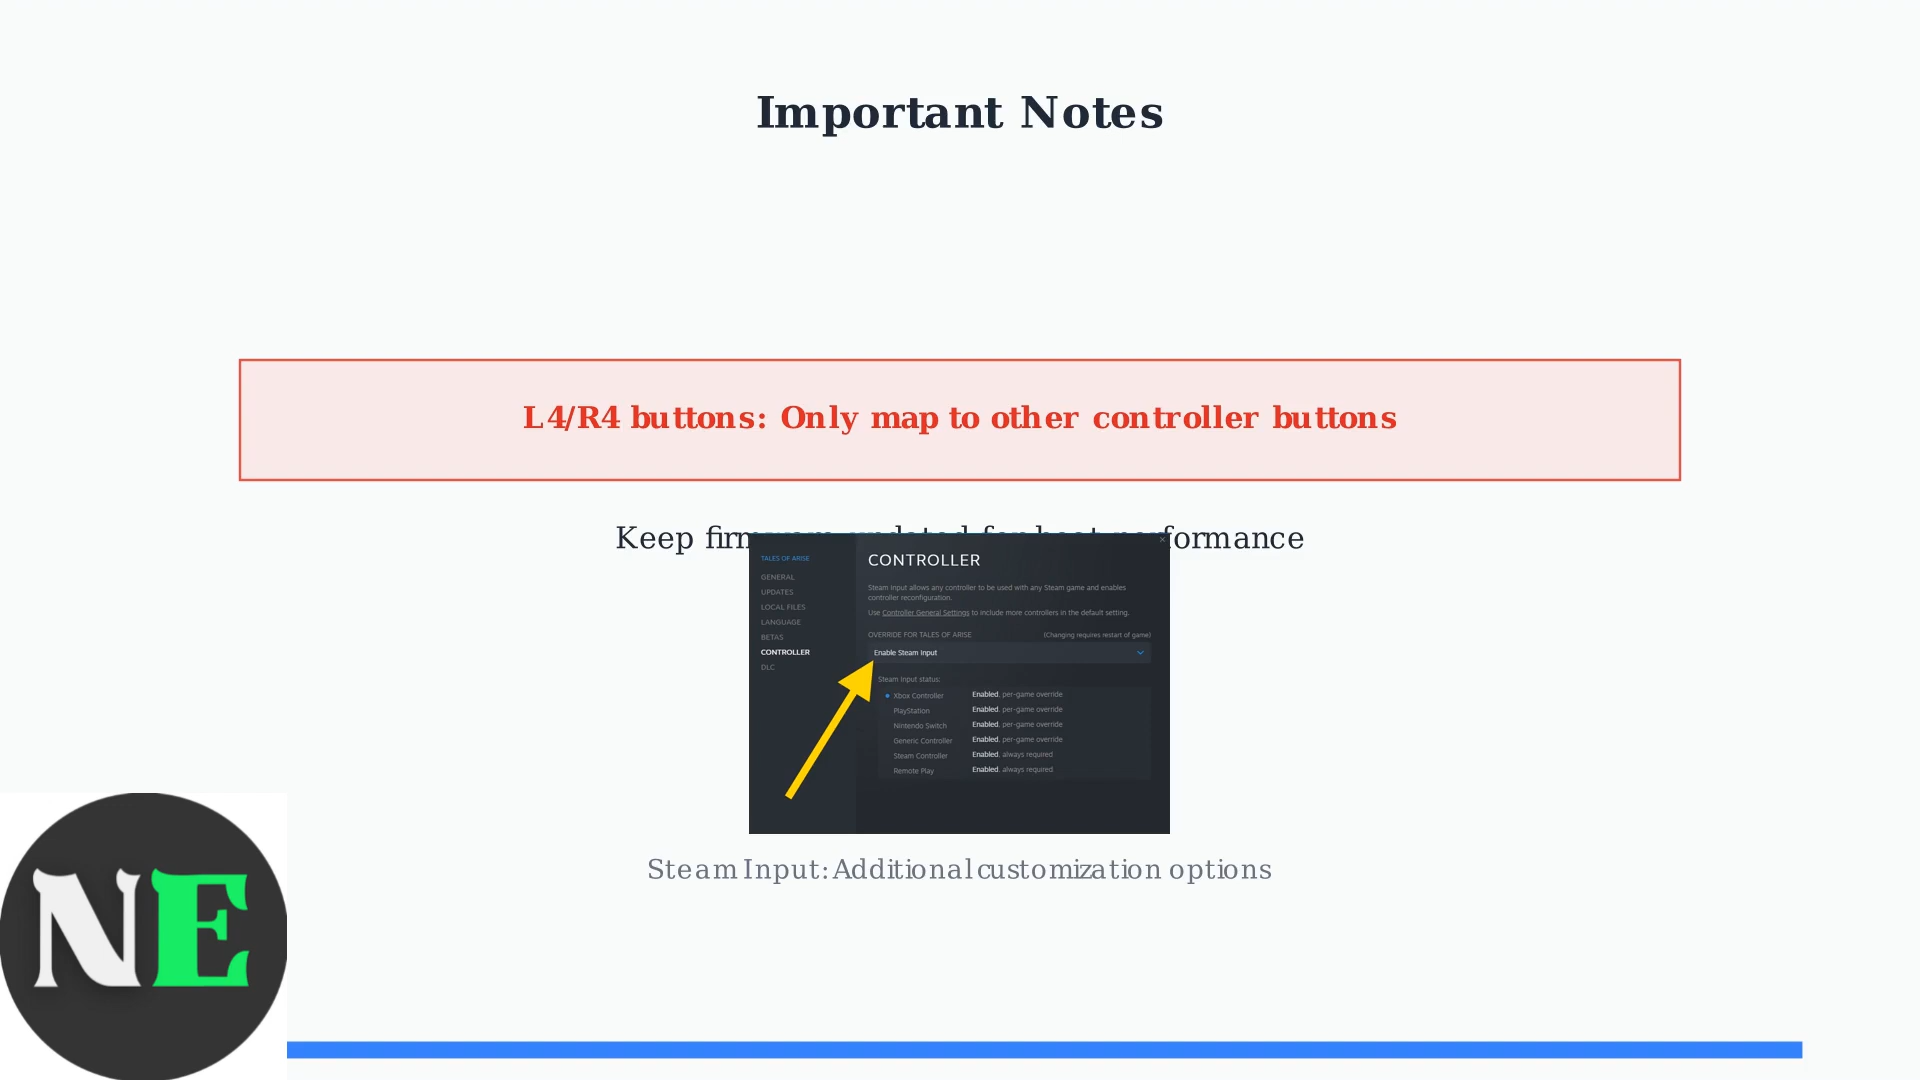 Important Notes
L4/R4 buttons: Only map to other controller buttons
Keep firmware updated for best performance
TALES OF ARISE
GENERAL
UPDATES
LOCAL FILES
LANGUAGE
BETAS
CONTROLLER
DLC
CONTROLLER
Steam Input allows any controller to be used with any Steam game and enables
controller reconfiguration.
Use Controller General Settings to include more controllers in the default setting.
OVERRIDE FOR TALES OF ARISE (Changing requires restart of game)
Enable Steam Input
Steam Input status:
Xbox Controller Enabled, per-game override
PlayStation Enabled, per-game override
Nintendo Switch Enabled, per-game override
Generic Controller Enabled, per-game override
Steam Controller Enabled, always required
Remote Play Enabled, always required
Steam Input: Additional customization options
NE